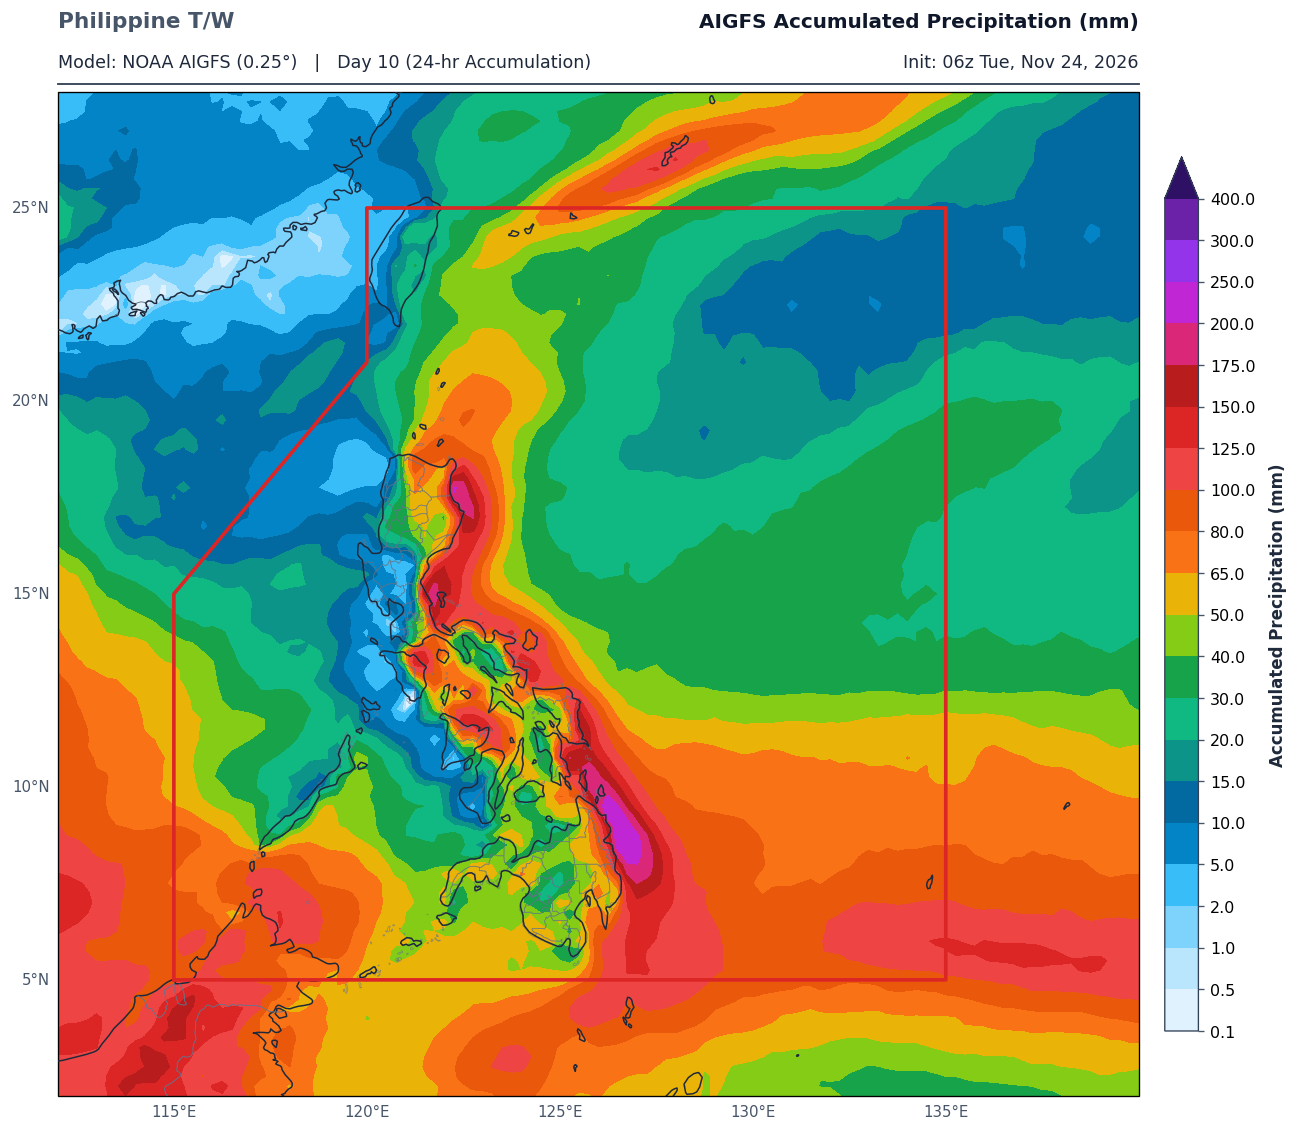 Philippine T/W
AIGFS Accumulated Precipitation (mm)
Model: NOAA AIGFS (0.25°) | Day 10 (24-hr Accumulation)
Init: 06z Tue, Nov 24, 2026
25°N
20°N
15°N
10°N
5°N
115°E
120°E
125°E
130°E
135°E
400.0
300.0
250.0
200.0
175.0
150.0
125.0
100.0
80.0
65.0
50.0
40.0
30.0
20.0
15.0
10.0
5.0
2.0
1.0
0.5
0.1
Accumulated Precipitation (mm)